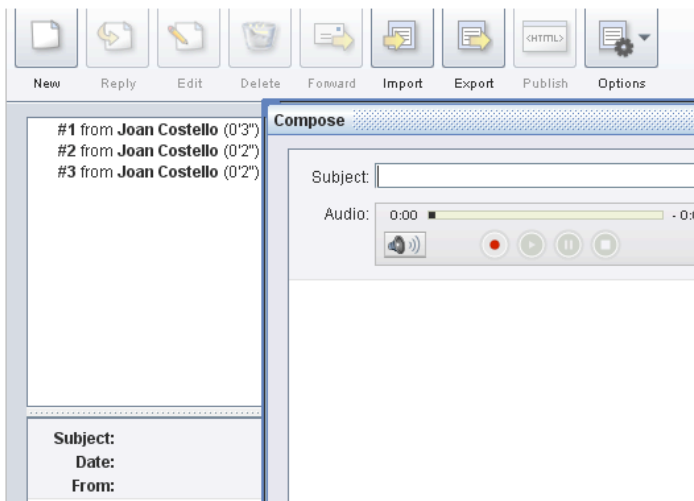 <HTML>
New Reply Edit Delete Forward Import Export Publish Options
Compose
#1 from Joan Costello (0'3")
#2 from Joan Costello (0'2")
#3 from Joan Costello (0'2")
Subject:
Audio: 0:00 - 0:
Subject:
Date:
From: